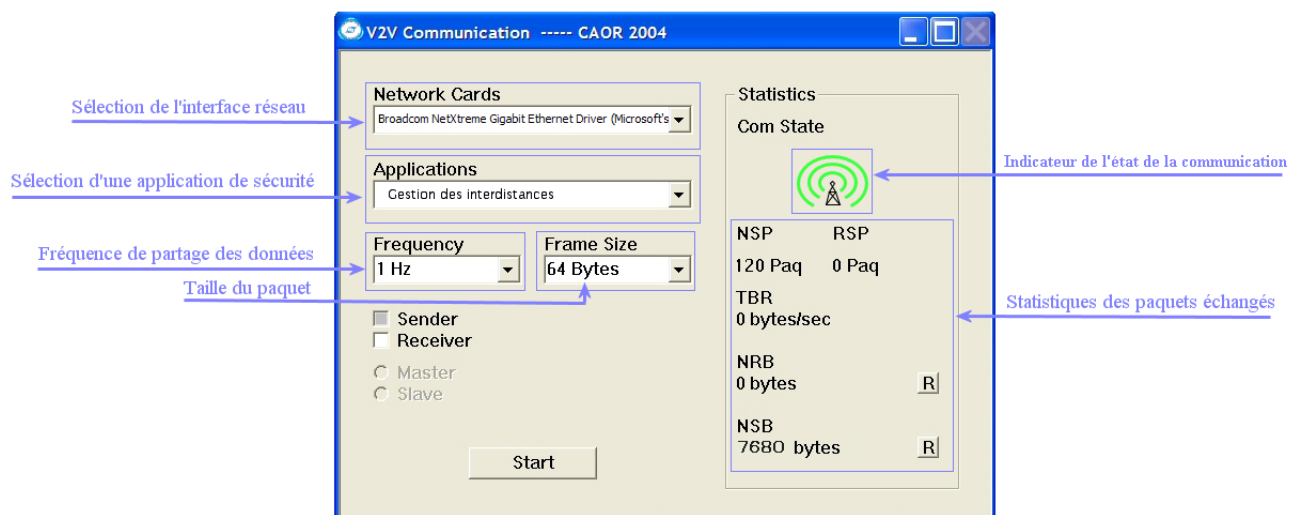 V2V Communication ----- CAOR 2004
Sélection de l'interface réseau
Network Cards
Broadcom NetXtreme Gigabit Ethernet Driver (Microsoft's
Sélection d'une application de sécurité
Applications
Gestion des interdistances
Fréquence de partage des données
Frequency
1 Hz
Frame Size
64 Bytes
Taille du paquet
Sender
Receiver
Master
Slave
Start
Statistics
Com State
Indicateur de l'état de la communication
NSP RSP
120 Paq 0 Paq
TBR
0 bytes/sec
Statistiques des paquets échangés
NRB
0 bytes R
NSB
7680 bytes R